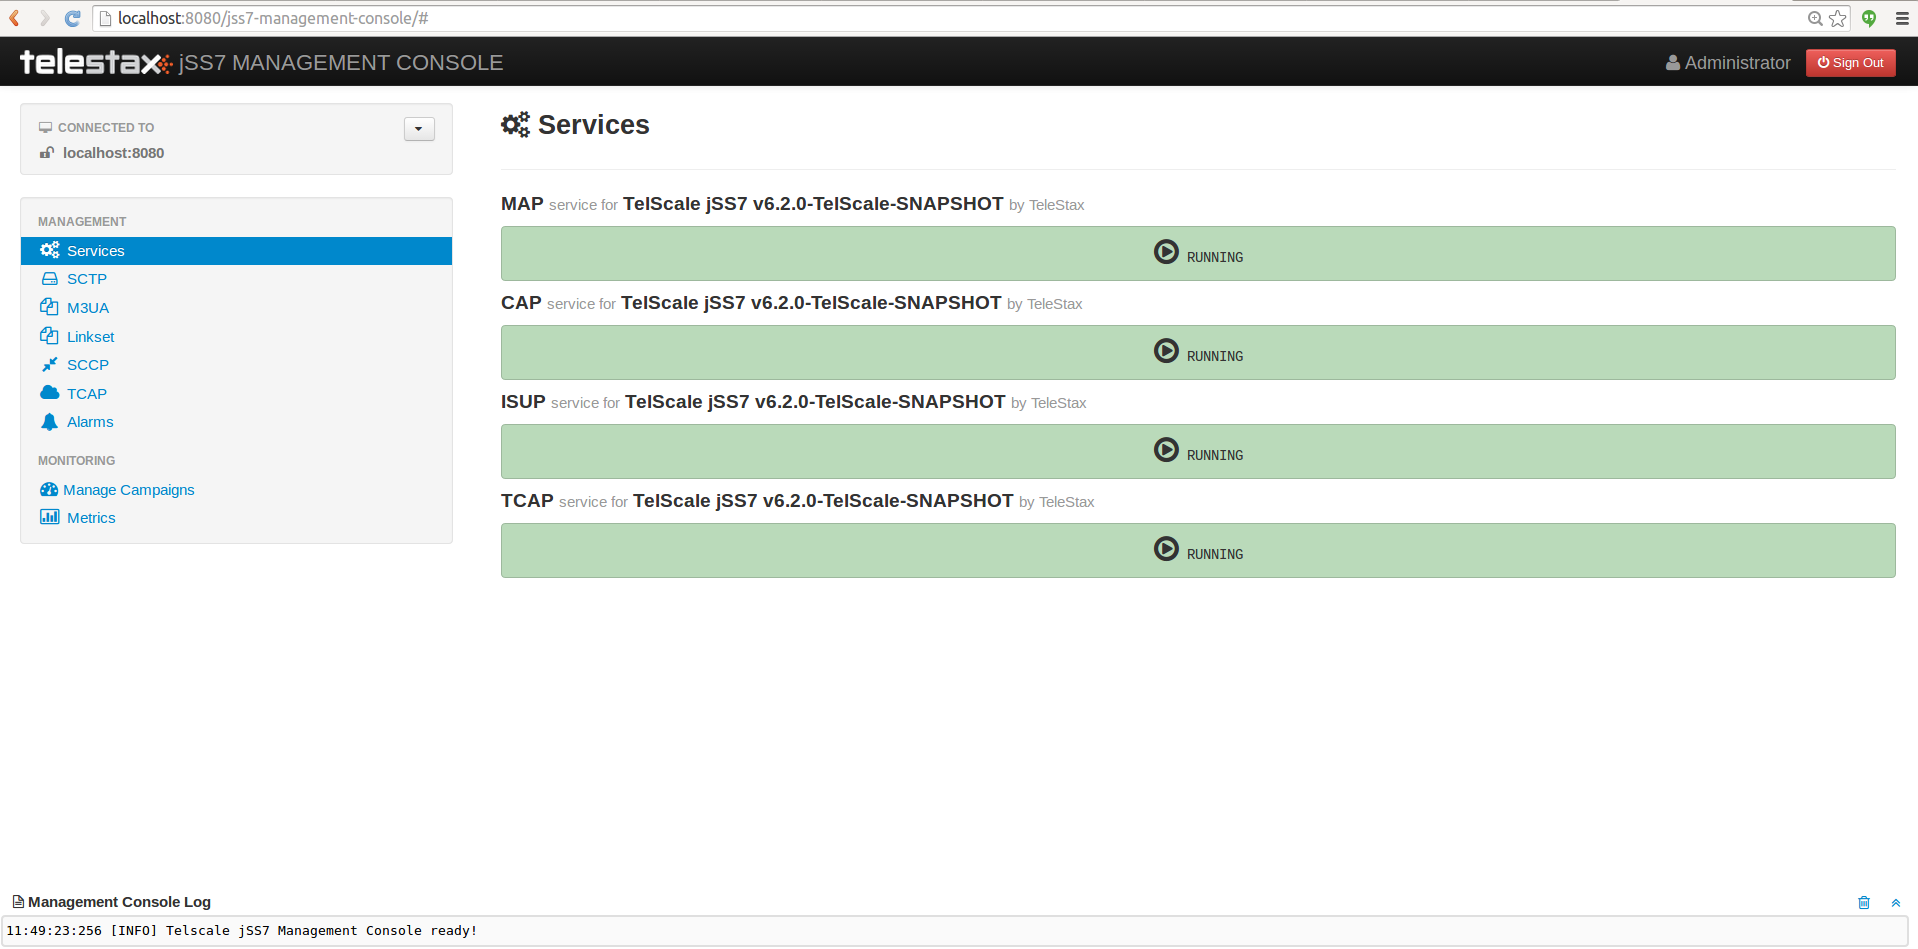 localhost:8080/jss7-management-console/#
telestax jSS7 MANAGEMENT CONSOLE
Administrator
Sign Out
CONNECTED TO
localhost:8080
MANAGEMENT
Services
SCTP
M3UA
Linkset
SCCP
TCAP
Alarms
MONITORING
Manage Campaigns
Metrics
Services
MAP service for TelScale jSS7 v6.2.0-TelScale-SNAPSHOT by TeleStax
RUNNING
CAP service for TelScale jSS7 v6.2.0-TelScale-SNAPSHOT by TeleStax
RUNNING
ISUP service for TelScale jSS7 v6.2.0-TelScale-SNAPSHOT by TeleStax
RUNNING
TCAP service for TelScale jSS7 v6.2.0-TelScale-SNAPSHOT by TeleStax
RUNNING
Management Console Log
11:49:23:256 [INFO] Telscale jSS7 Management Console ready!